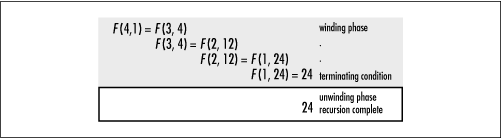 F(4,1) = F(3, 4) winding phase
F(3, 4) = F(2, 12) .
F(2, 12) = F(1, 24) .
F(1, 24) = 24 terminating condition
unwinding phase
24 recursion complete